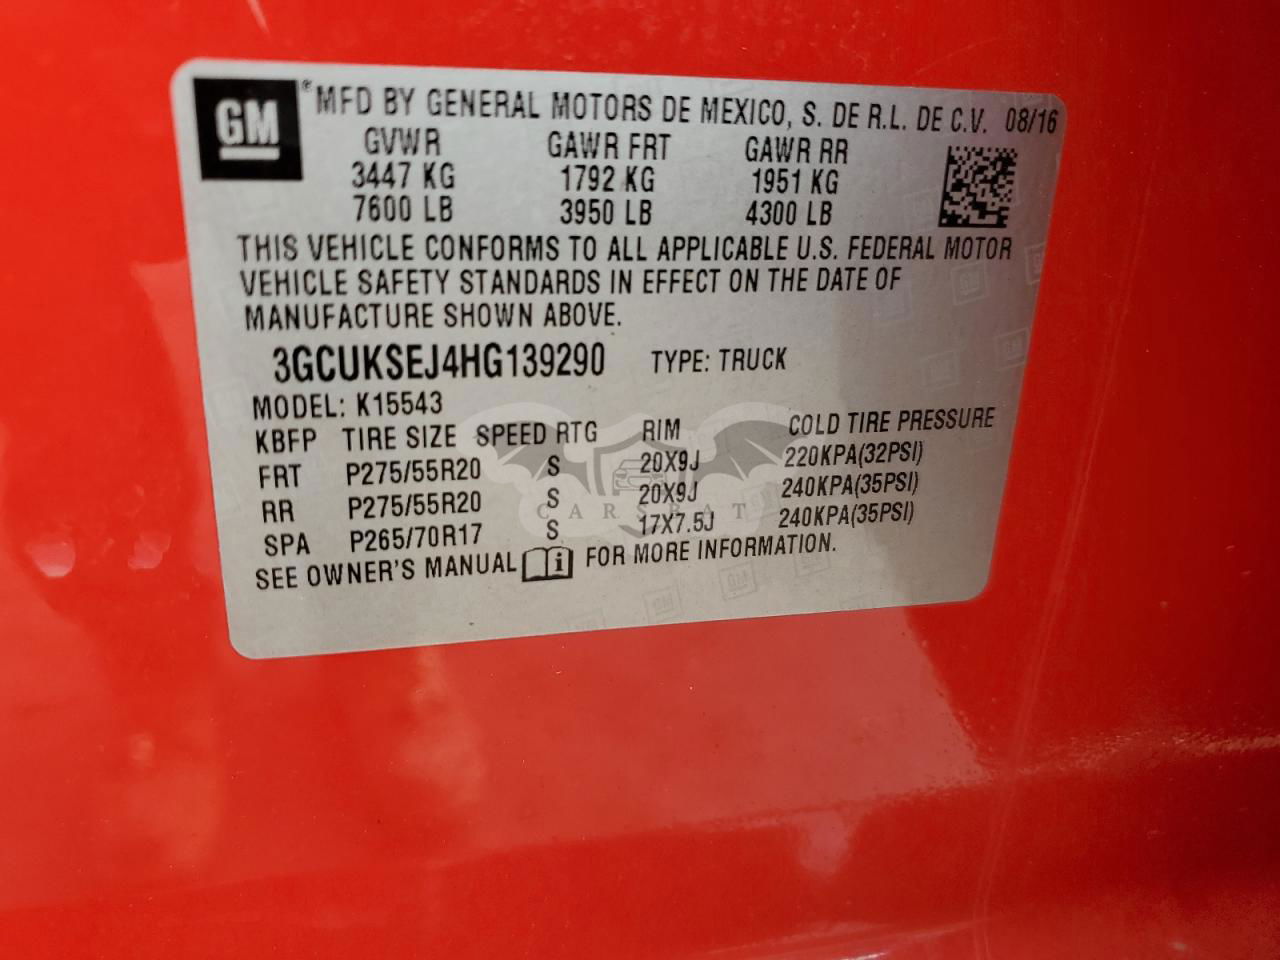 GM
® MFD BY GENERAL MOTORS DE MEXICO, S. DE R.L. DE C.V. 08/16
GVWR GAWR FRT GAWR RR
3447 KG 1792 KG 1951 KG
7600 LB 3950 LB 4300 LB
THIS VEHICLE CONFORMS TO ALL APPLICABLE U.S. FEDERAL MOTOR
VEHICLE SAFETY STANDARDS IN EFFECT ON THE DATE OF
MANUFACTURE SHOWN ABOVE.
3GCUKSEJ4HG139290 TYPE: TRUCK
MODEL: K15543
KBFP TIRE SIZE SPEED RTG RIM COLD TIRE PRESSURE
FRT P275/55R20 S 20X9J 220KPA(32PSI)
RR P275/55R20 S 20X9J 240KPA(35PSI)
SPA P265/70R17 S 17X7.5J 240KPA(35PSI)
CARSBAT
SEE OWNER'S MANUAL i FOR MORE INFORMATION.